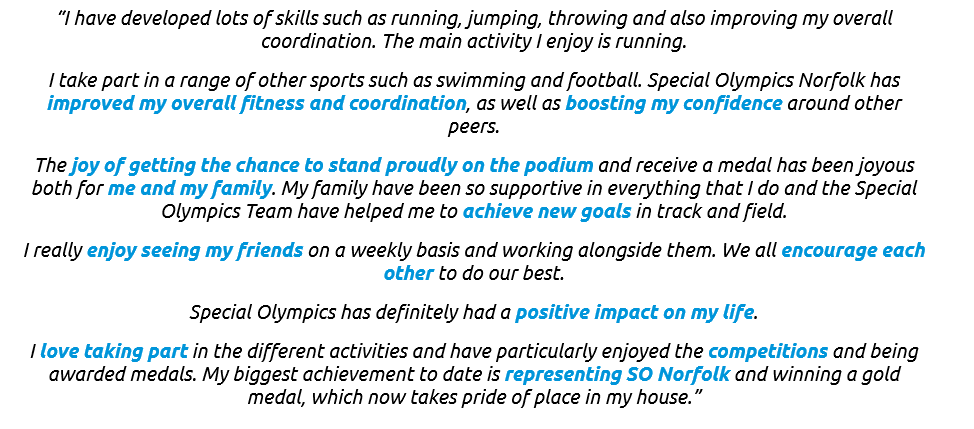 “I have developed lots of skills such as running, jumping, throwing and also improving my overall
coordination. The main activity I enjoy is running.
I take part in a range of other sports such as swimming and football. Special Olympics Norfolk has
improved my overall fitness and coordination, as well as boosting my confidence around other
peers.
The joy of getting the chance to stand proudly on the podium and receive a medal has been joyous
both for me and my family. My family have been so supportive in everything that I do and the Special
Olympics Team have helped me to achieve new goals in track and field.
I really enjoy seeing my friends on a weekly basis and working alongside them. We all encourage each
other to do our best.
Special Olympics has definitely had a positive impact on my life.
I love taking part in the different activities and have particularly enjoyed the competitions and being
awarded medals. My biggest achievement to date is representing SO Norfolk and winning a gold
medal, which now takes pride of place in my house.”